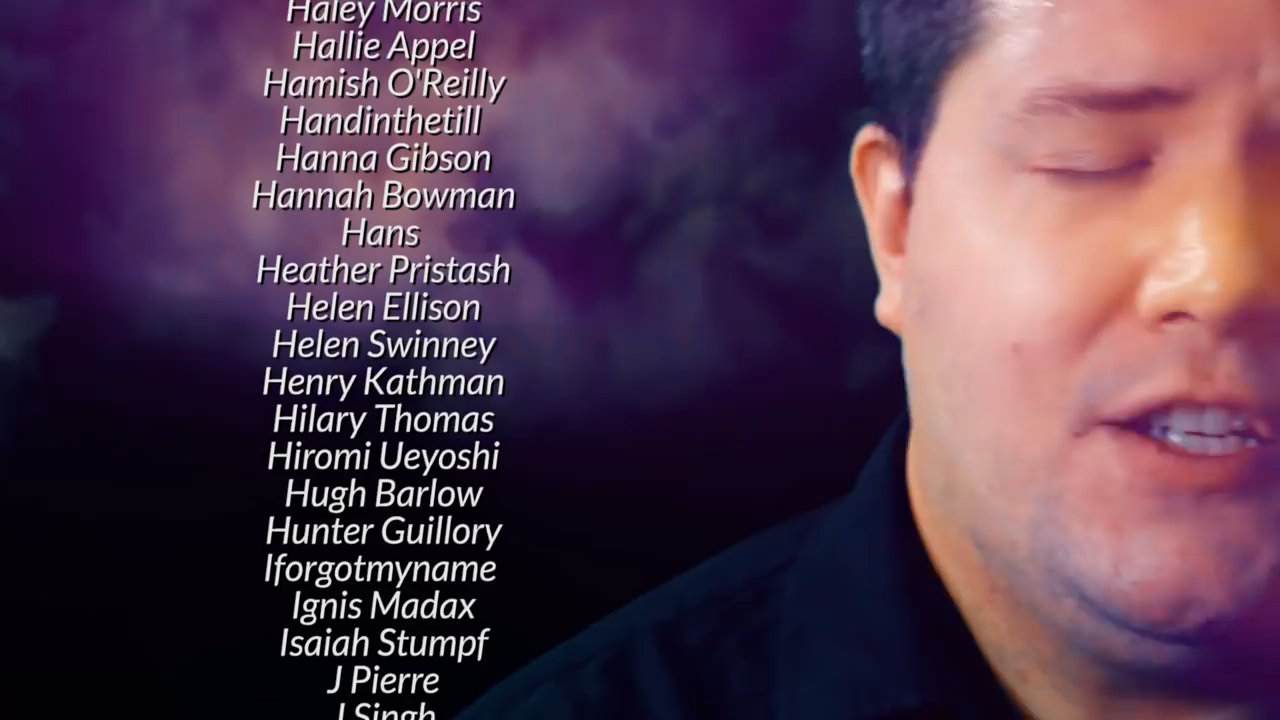 Haley Morris
Hallie Appel
Hamish O'Reilly
Handinthetill
Hanna Gibson
Hannah Bowman
Hans
Heather Pristash
Helen Ellison
Helen Swinney
Henry Kathman
Hilary Thomas
Hiromi Ueyoshi
Hugh Barlow
Hunter Guillory
Iforgotmyname
Ignis Madax
Isaiah Stumpf
J Pierre
J Singh